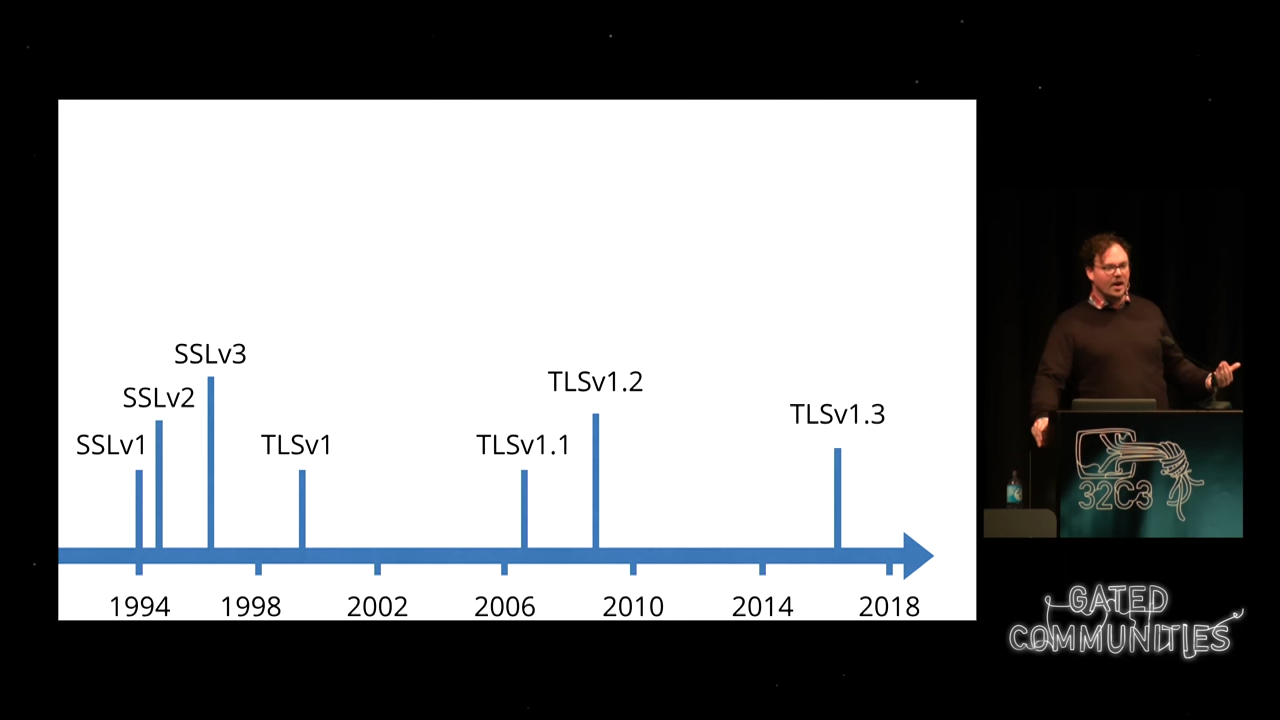 SSLv3
SSLv2
TLSv1.2
TLSv1.3
SSLv1
TLSv1
TLSv1.1
1994 1998 2002 2006 2010 2014 2018
32C3
GATED
COMMUNITIES